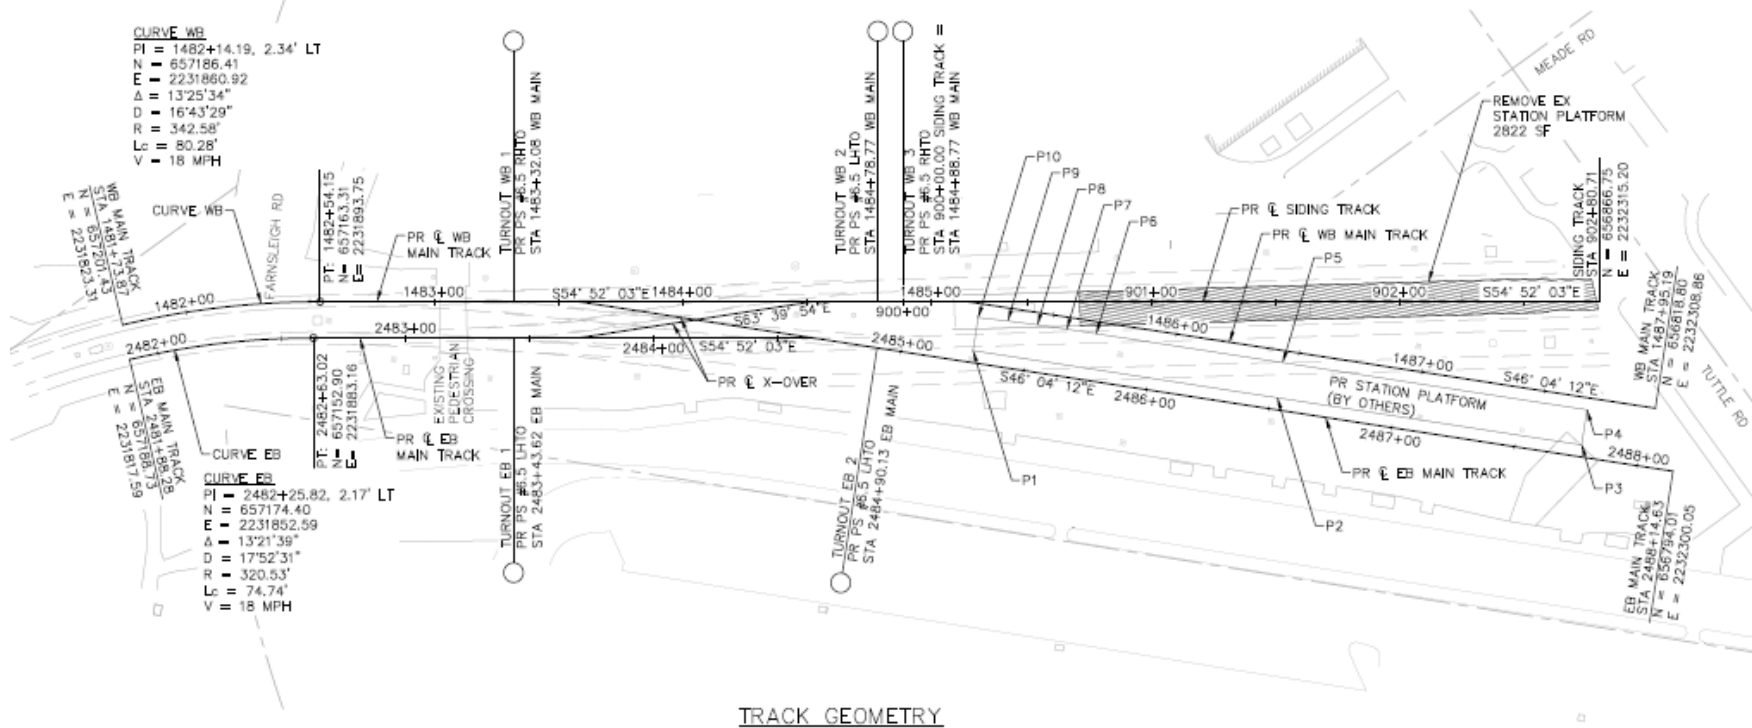 CURVE WB
PI = 1482+14.19, 2.34' LT
N = 657186.41
E = 2231860.92
Δ = 13°25'34"
D = 16°43'29"
R = 342.58'
Lc = 80.28'
V = 18 MPH
WB MAIN TRACK
STA 1481+73.87
N = 657201.43
E = 2231823.31
CURVE WB
FARNSLEIGH RD
PT: 1482+54.15
N= 657163.31
E= 2231893.75
PR ℄ WB
MAIN TRACK
TURNOUT WB 1
PR PS #6.5 RHTO
STA 1483+32.08 WB MAIN
TURNOUT WB 2
PR PS #6.5 LHTO
STA 1484+78.77 WB MAIN
TURNOUT WB 3
PR PS #6.5 RHTO
STA 900+00.00 SIDING TRACK =
STA 1484+88.77 WB MAIN
P10
P9
P8
P7
P6
PR ℄ SIDING TRACK
PR ℄ WB MAIN TRACK
P5
MEADE RD
REMOVE EX
STATION PLATFORM
2822 SF
SIDING TRACK
STA 902+80.71
N= 656866.75
E = 2232315.20
1482+00
1483+00
S54° 52' 03"E
1484+00
S63° 39' 54"E
1485+00
900+00
901+00
902+00
S54° 52' 03"E
1486+00
1487+00
S46° 04' 12"E
WB MAIN TRACK
STA 1487+95.19
N = 656818.80
E = 2232308.88
TUTTLE RD
2482+00
2483+00
2484+00
S54° 52' 03"E
2485+00
S46° 04' 12"E
2486+00
PR STATION PLATFORM
(BY OTHERS)
2487+00
2488+00
EB MAIN TRACK
STA 2481+88.28
N = 657188.73
E = 2231817.59
CURVE EB
PT: 2482+63.02
N= 657152.90
E= 2231883.16
PR ℄ EB
MAIN TRACK
EXISTING
PEDESTRIAN
CROSSING
TURNOUT EB 1
PR PS #6.5 LHTO
STA 2483+43.62 EB MAIN
PR ℄ X-OVER
TURNOUT EB 2
PR PS #6.5 LHTO
STA 2484+90.13 EB MAIN
P1
P2
PR ℄ EB MAIN TRACK
P4
P3
EB MAIN TRACK
STA 2488+14.63
N = 656794.01
E = 2232300.05
CURVE EB
PI = 2482+25.82, 2.17' LT
N = 657174.40
E = 2231852.59
Δ = 13°21'39"
D = 17°52'31"
R = 320.53'
Lc = 74.74'
V = 18 MPH
TRACK GEOMETRY